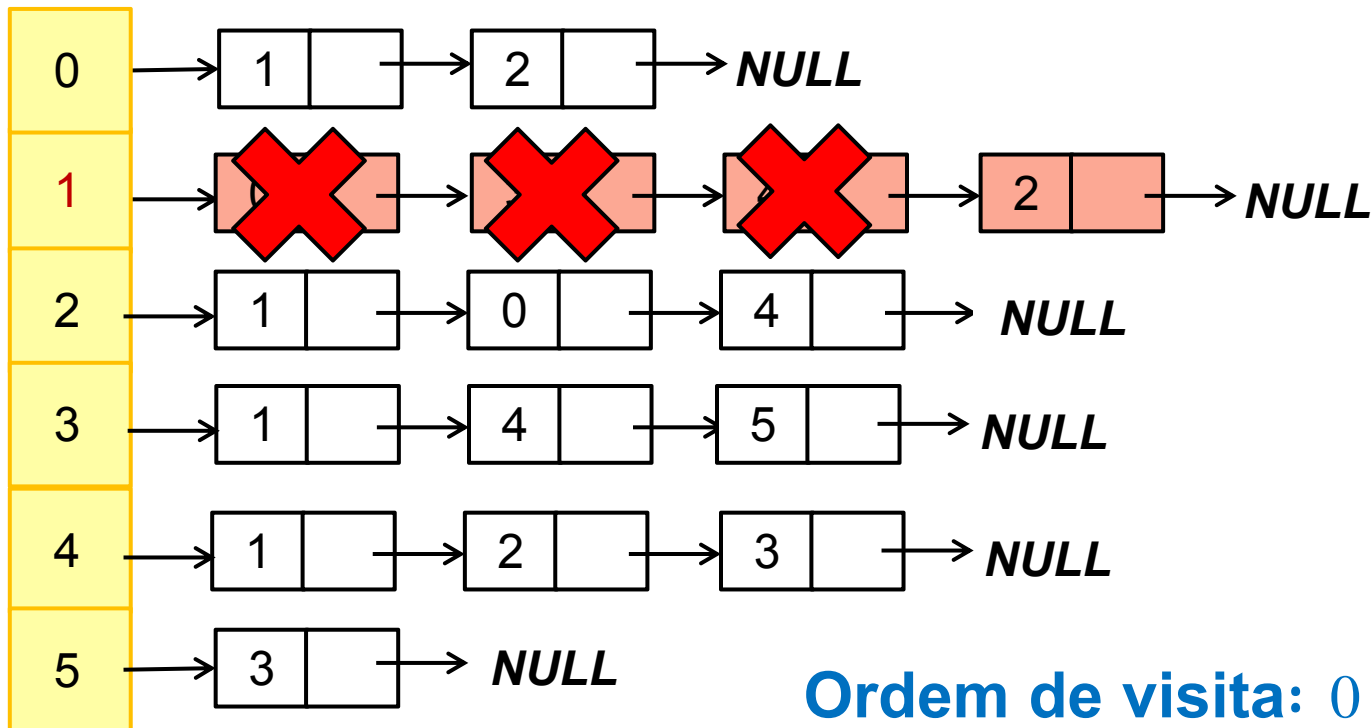 0 1 2 NULL
1 2 NULL
2 1 0 4 NULL
3 1 4 5 NULL
4 1 2 3 NULL
5 3 NULL
Ordem de visita: 0